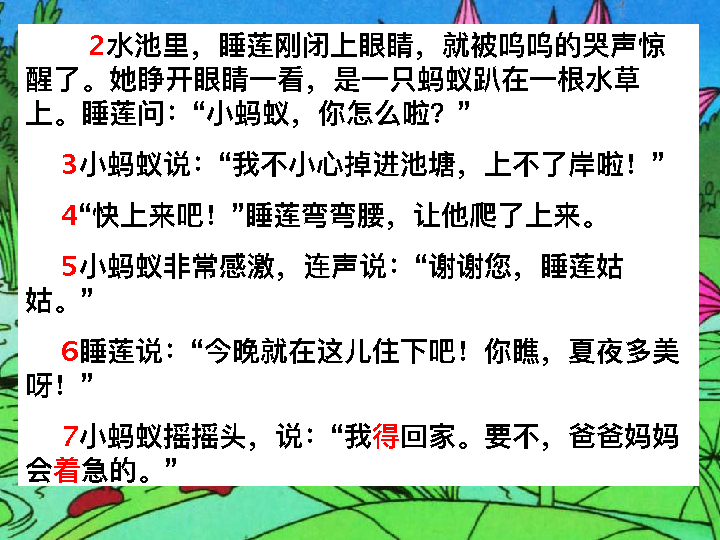 2水池里，睡莲刚闭上眼睛，就被呜呜的哭声惊
醒了。她睁开眼睛一看，是一只蚂蚁趴在一根水草
上。睡莲问：“小蚂蚁，你怎么啦？”
3小蚂蚁说：“我不小心掉进池塘，上不了岸啦！”
4“快上来吧！”睡莲弯弯腰，让他爬了上来。
5小蚂蚁非常感激，连声说：“谢谢您，睡莲姑
姑。”
6睡莲说：“今晚就在这儿住下吧！你瞧，夏夜多美
呀！”
7小蚂蚁摇摇头，说：“我得回家。要不，爸爸妈妈
会着急的。”